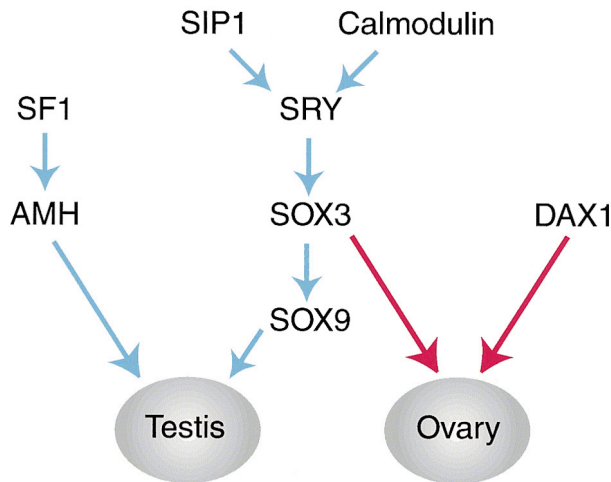 SIP1
Calmodulin
SF1
SRY
AMH
SOX3
DAX1
SOX9
Testis
Ovary